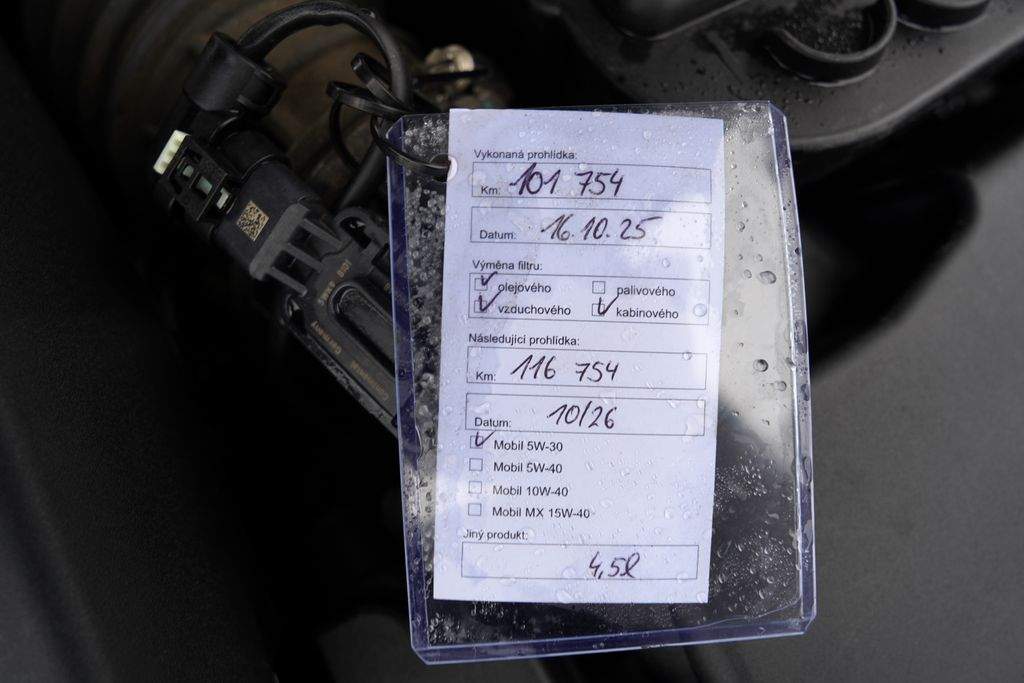 Vykonaná prohlídka:
Km: 101 754
Datum: 16.10.25
Výměna filtru:
olejového palivového
vzduchového kabinového
Následující prohlídka:
Km: 116 754
Datum: 10/26
Mobil 5W-30
Mobil 5W-40
Mobil 10W-40
Mobil MX 15W-40
Jiný produkt:
4,5l
Germany